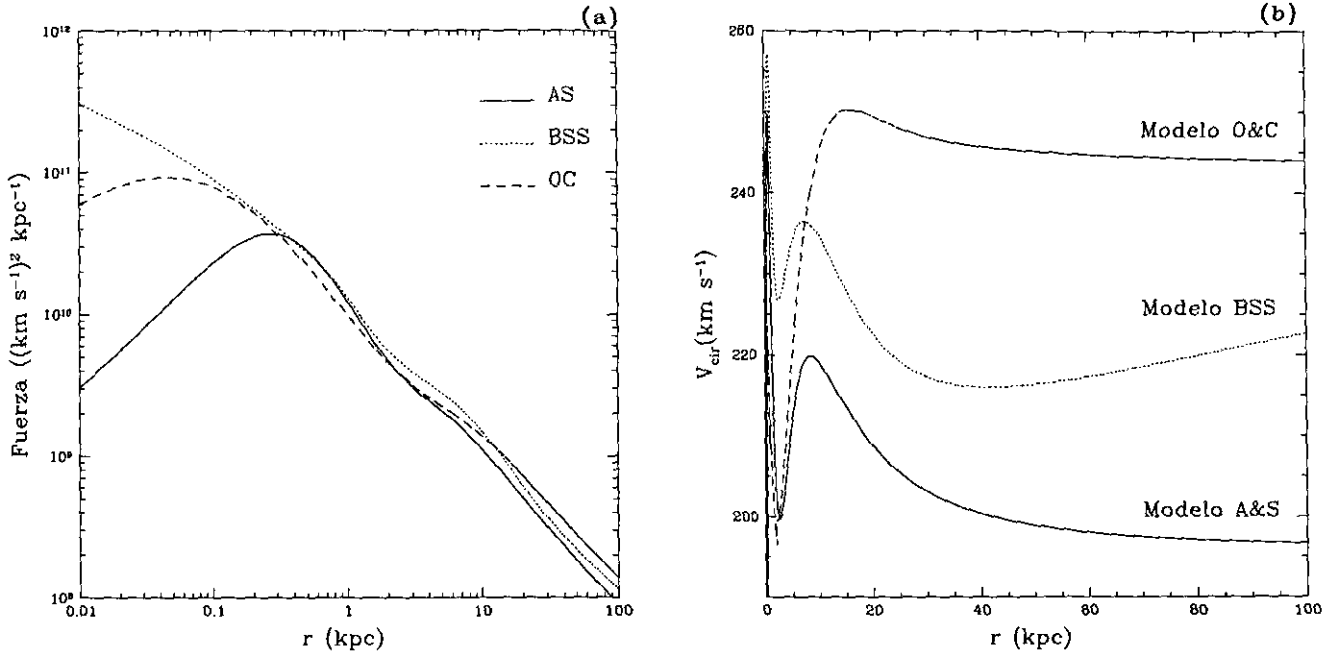 (a)
10¹²
10¹¹
10¹⁰
10⁹
10⁸
Fuerza ((km s⁻¹)² kpc⁻¹)
AS
BSS
OC
0.01 0.1 1 10 100
r (kpc)
(b)
260
240
220
200
V_cir(km s⁻¹)
Modelo O&C
Modelo BSS
Modelo A&S
0 20 40 60 80 100
r (kpc)